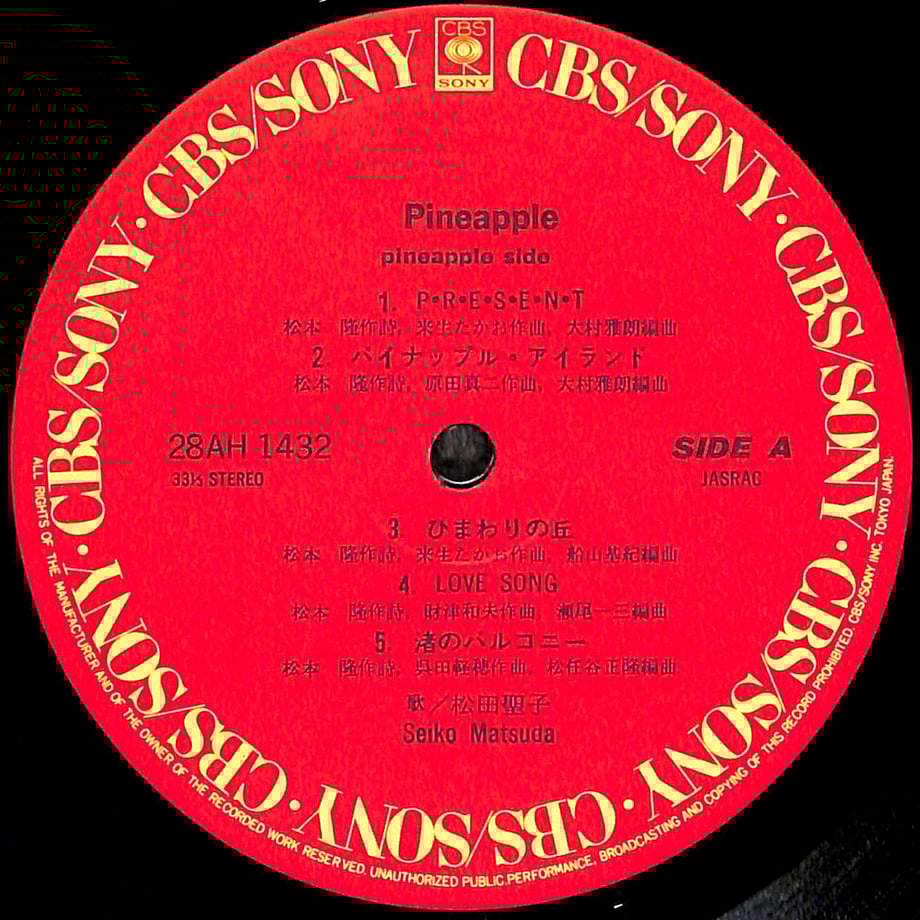 CBS
SONY
CBS/SONY · CBS/SONY · CBS/SONY · CBS/SONY · CBS/SONY · CBS/SONY · CBS/SONY · CBS/SONY
Pineapple
pineapple side
1. P•R•E•S•E•N•T
松本 隆作詩, 来生たかお作曲, 大村雅朗編曲
2. パイナップル・アイランド
松本 隆作詩, 原田真二作曲, 大村雅朗編曲
28AH 1432
33⅓ STEREO
SIDE A
JASRAC
3. ひまわりの丘
松本 隆作詩, 来生たかお作曲, 船山基紀編曲
4. LOVE SONG
松本 隆作詩, 財津和夫作曲, 瀬尾一三編曲
5. 渚のバルコニー
松本 隆作詩, 呉田軽穂作曲, 松任谷正隆編曲
歌/松田聖子
Seiko Matsuda
ALL RIGHTS OF THE MANUFACTURER AND OF THE OWNER OF THE RECORDED WORK RESERVED. UNAUTHORIZED PUBLIC PERFORMANCE, BROADCASTING AND COPYING OF THIS RECORD PROHIBITED. CBS/SONY INC. TOKYO JAPAN.